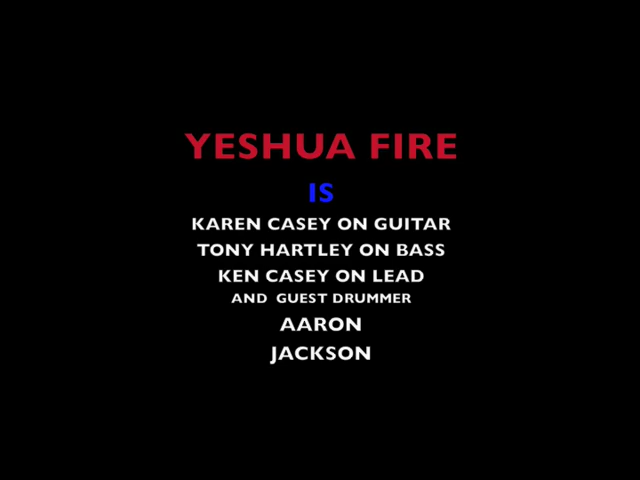 YESHUA FIRE
IS
KAREN CASEY ON GUITAR
TONY HARTLEY ON BASS
KEN CASEY ON LEAD
AND GUEST DRUMMER
AARON
JACKSON